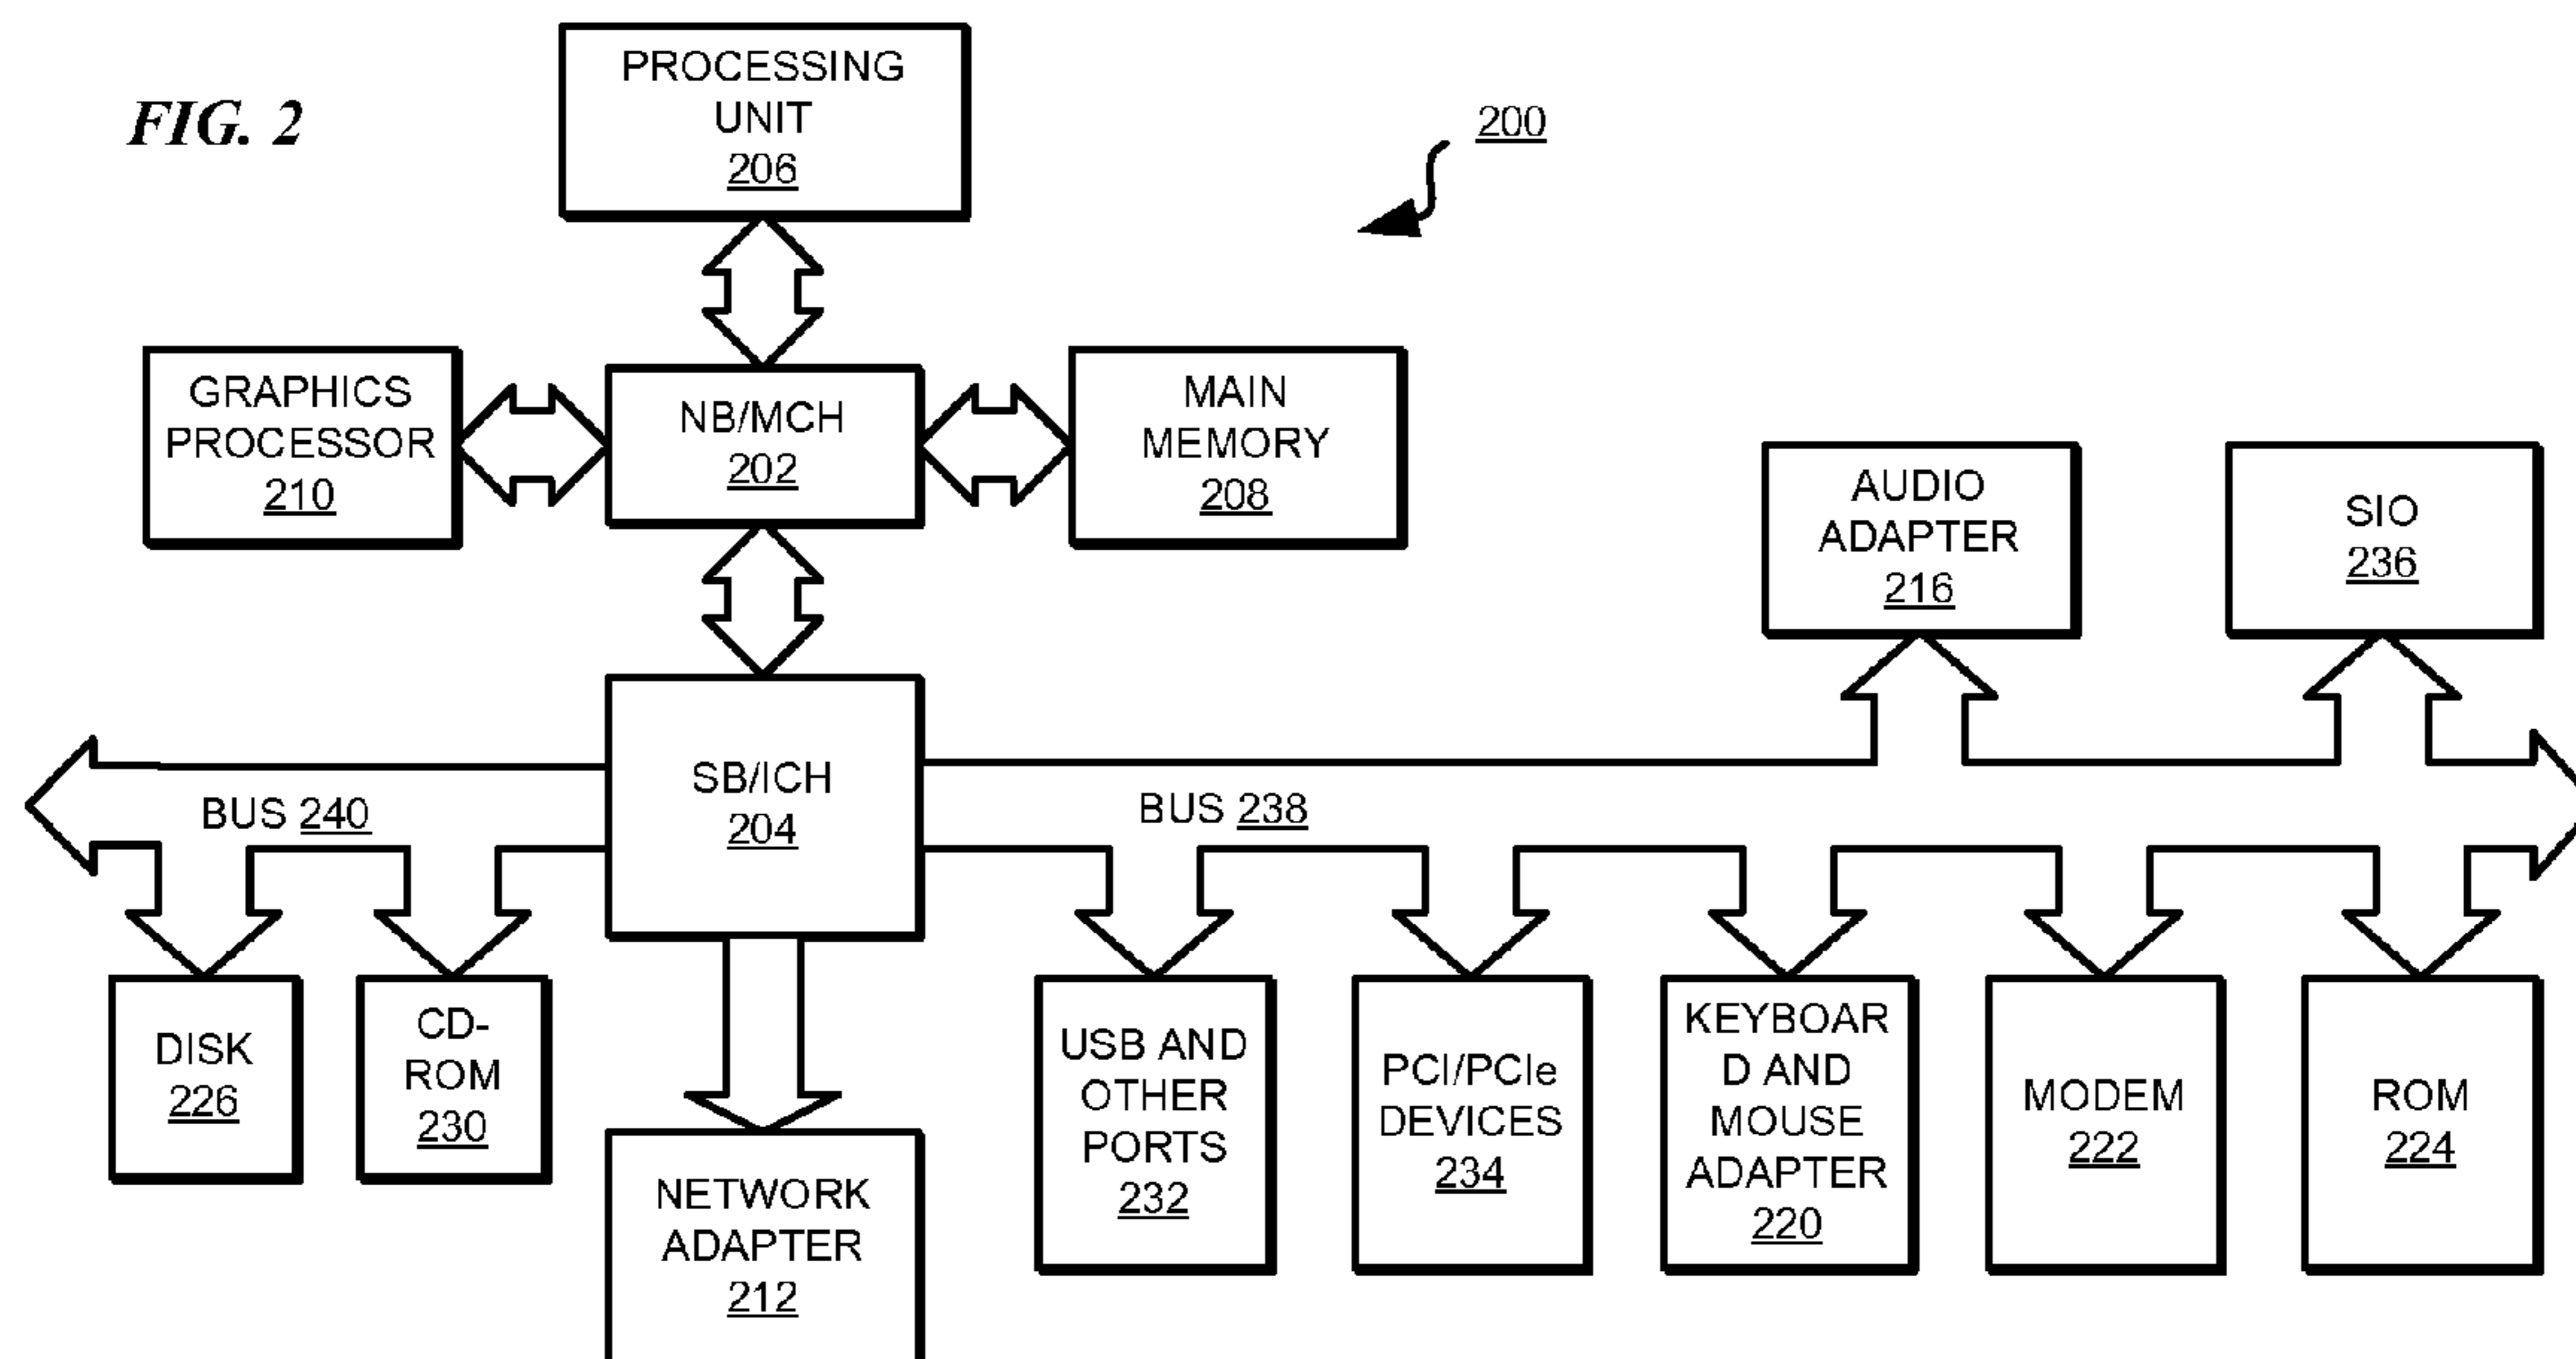 FIG. 2
PROCESSING
UNIT
206
200
GRAPHICS
PROCESSOR
210
NB/MCH
202
MAIN
MEMORY
208
AUDIO
ADAPTER
216
SIO
236
SB/ICH
204
BUS 240
BUS 238
DISK
226
CD-
ROM
230
NETWORK
ADAPTER
212
USB AND
OTHER
PORTS
232
PCI/PCIe
DEVICES
234
KEYBOAR
D AND
MOUSE
ADAPTER
220
MODEM
222
ROM
224